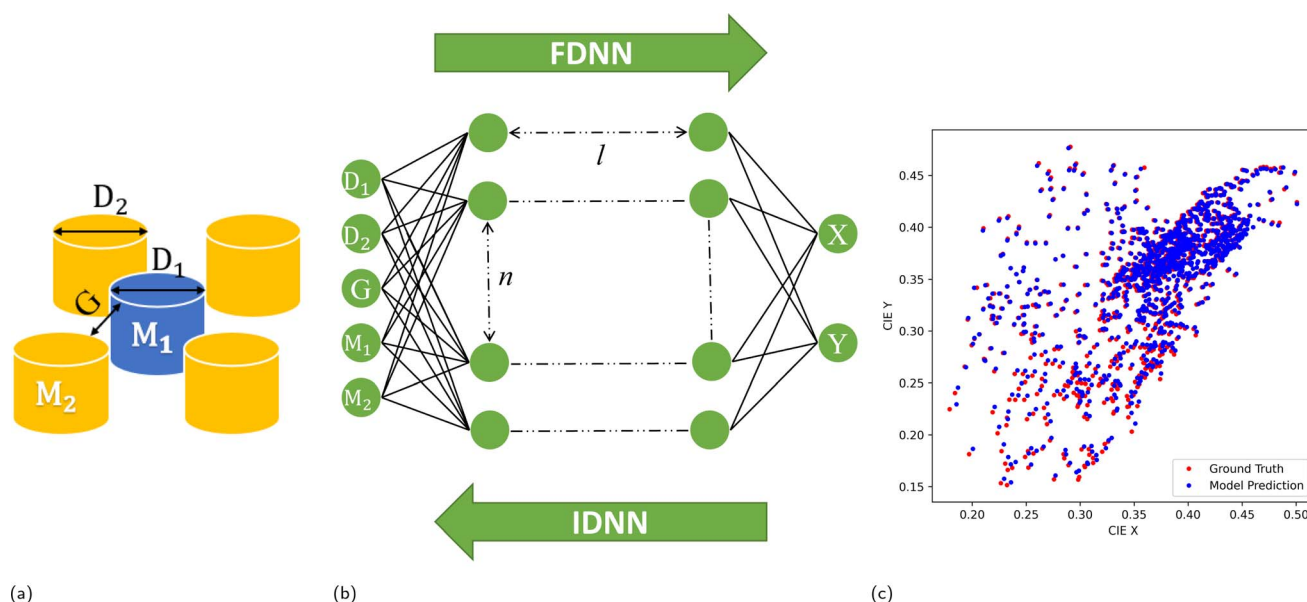 D₂
D₁
G
M₁
M₂
(a)
FDNN
l
n
D₁
D₂
G
M₁
M₂
X
Y
IDNN
(b)
0.45
0.40
0.35
0.30
0.25
0.20
0.15
CIE Y
Ground Truth
Model Prediction
0.20 0.25 0.30 0.35 0.40 0.45 0.50
CIE X
(c)